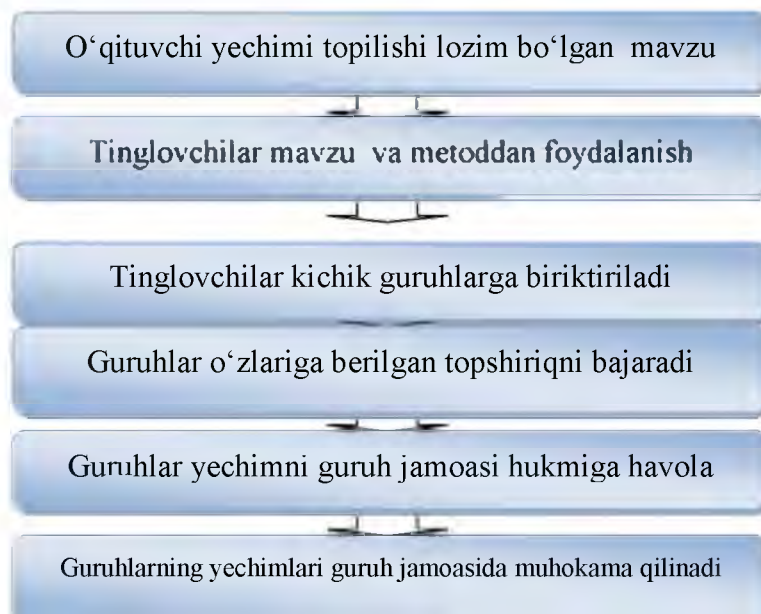 O‘qituvchi yechimi topilishi lozim bo‘lgan mavzu
Tinglovchilar mavzu va metoddan foydalanish
Tinglovchilar kichik guruhlarga biriktiriladi
Guruhlar o‘zlariga berilgan topshiriqni bajaradi
Guruhlar yechimni guruh jamoasi hukmiga havola
Guruhlarning yechimlari guruh jamoasida muhokama qilinadi